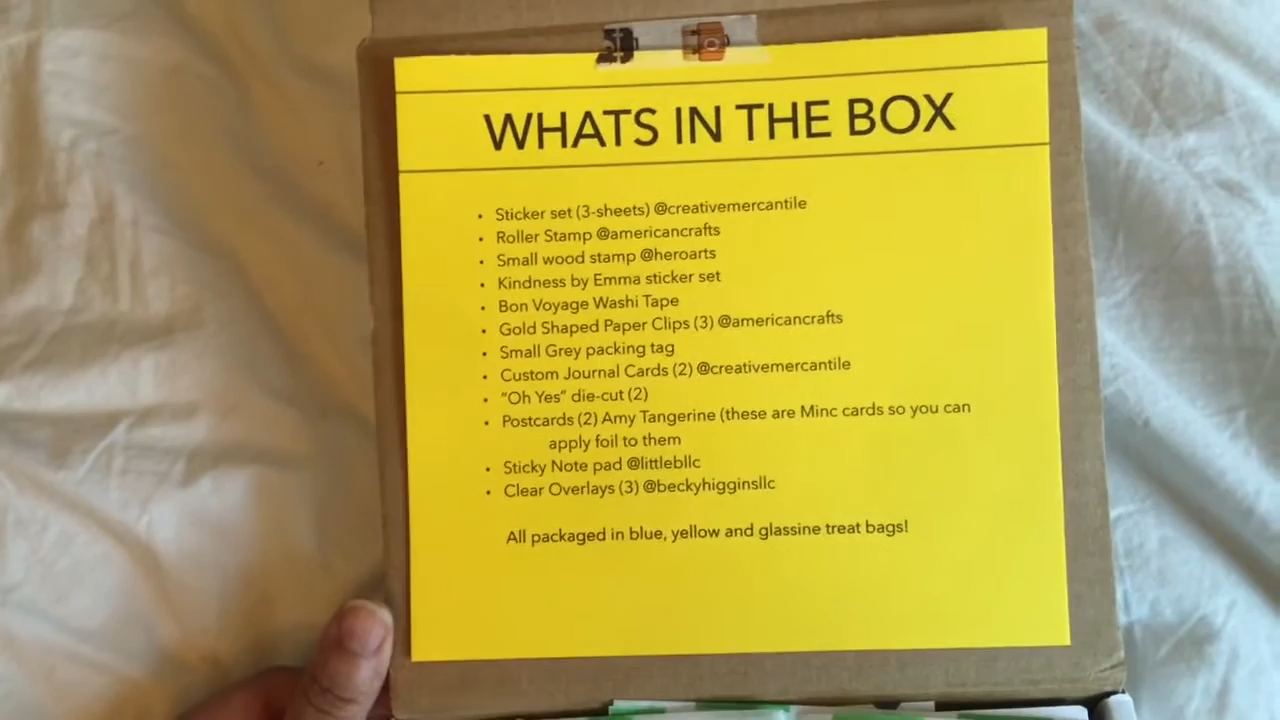 WHATS IN THE BOX
• Sticker set (3-sheets) @creativemercantile
• Roller Stamp @americancrafts
• Small wood stamp @heroarts
• Kindness by Emma sticker set
• Bon Voyage Washi Tape
• Gold Shaped Paper Clips (3) @americancrafts
• Small Grey packing tag
• Custom Journal Cards (2) @creativemercantile
• “Oh Yes” die-cut (2)
• Postcards (2) Amy Tangerine (these are Minc cards so you can
apply foil to them
• Sticky Note pad @littlebllc
• Clear Overlays (3) @beckyhigginsllc
All packaged in blue, yellow and glassine treat bags!